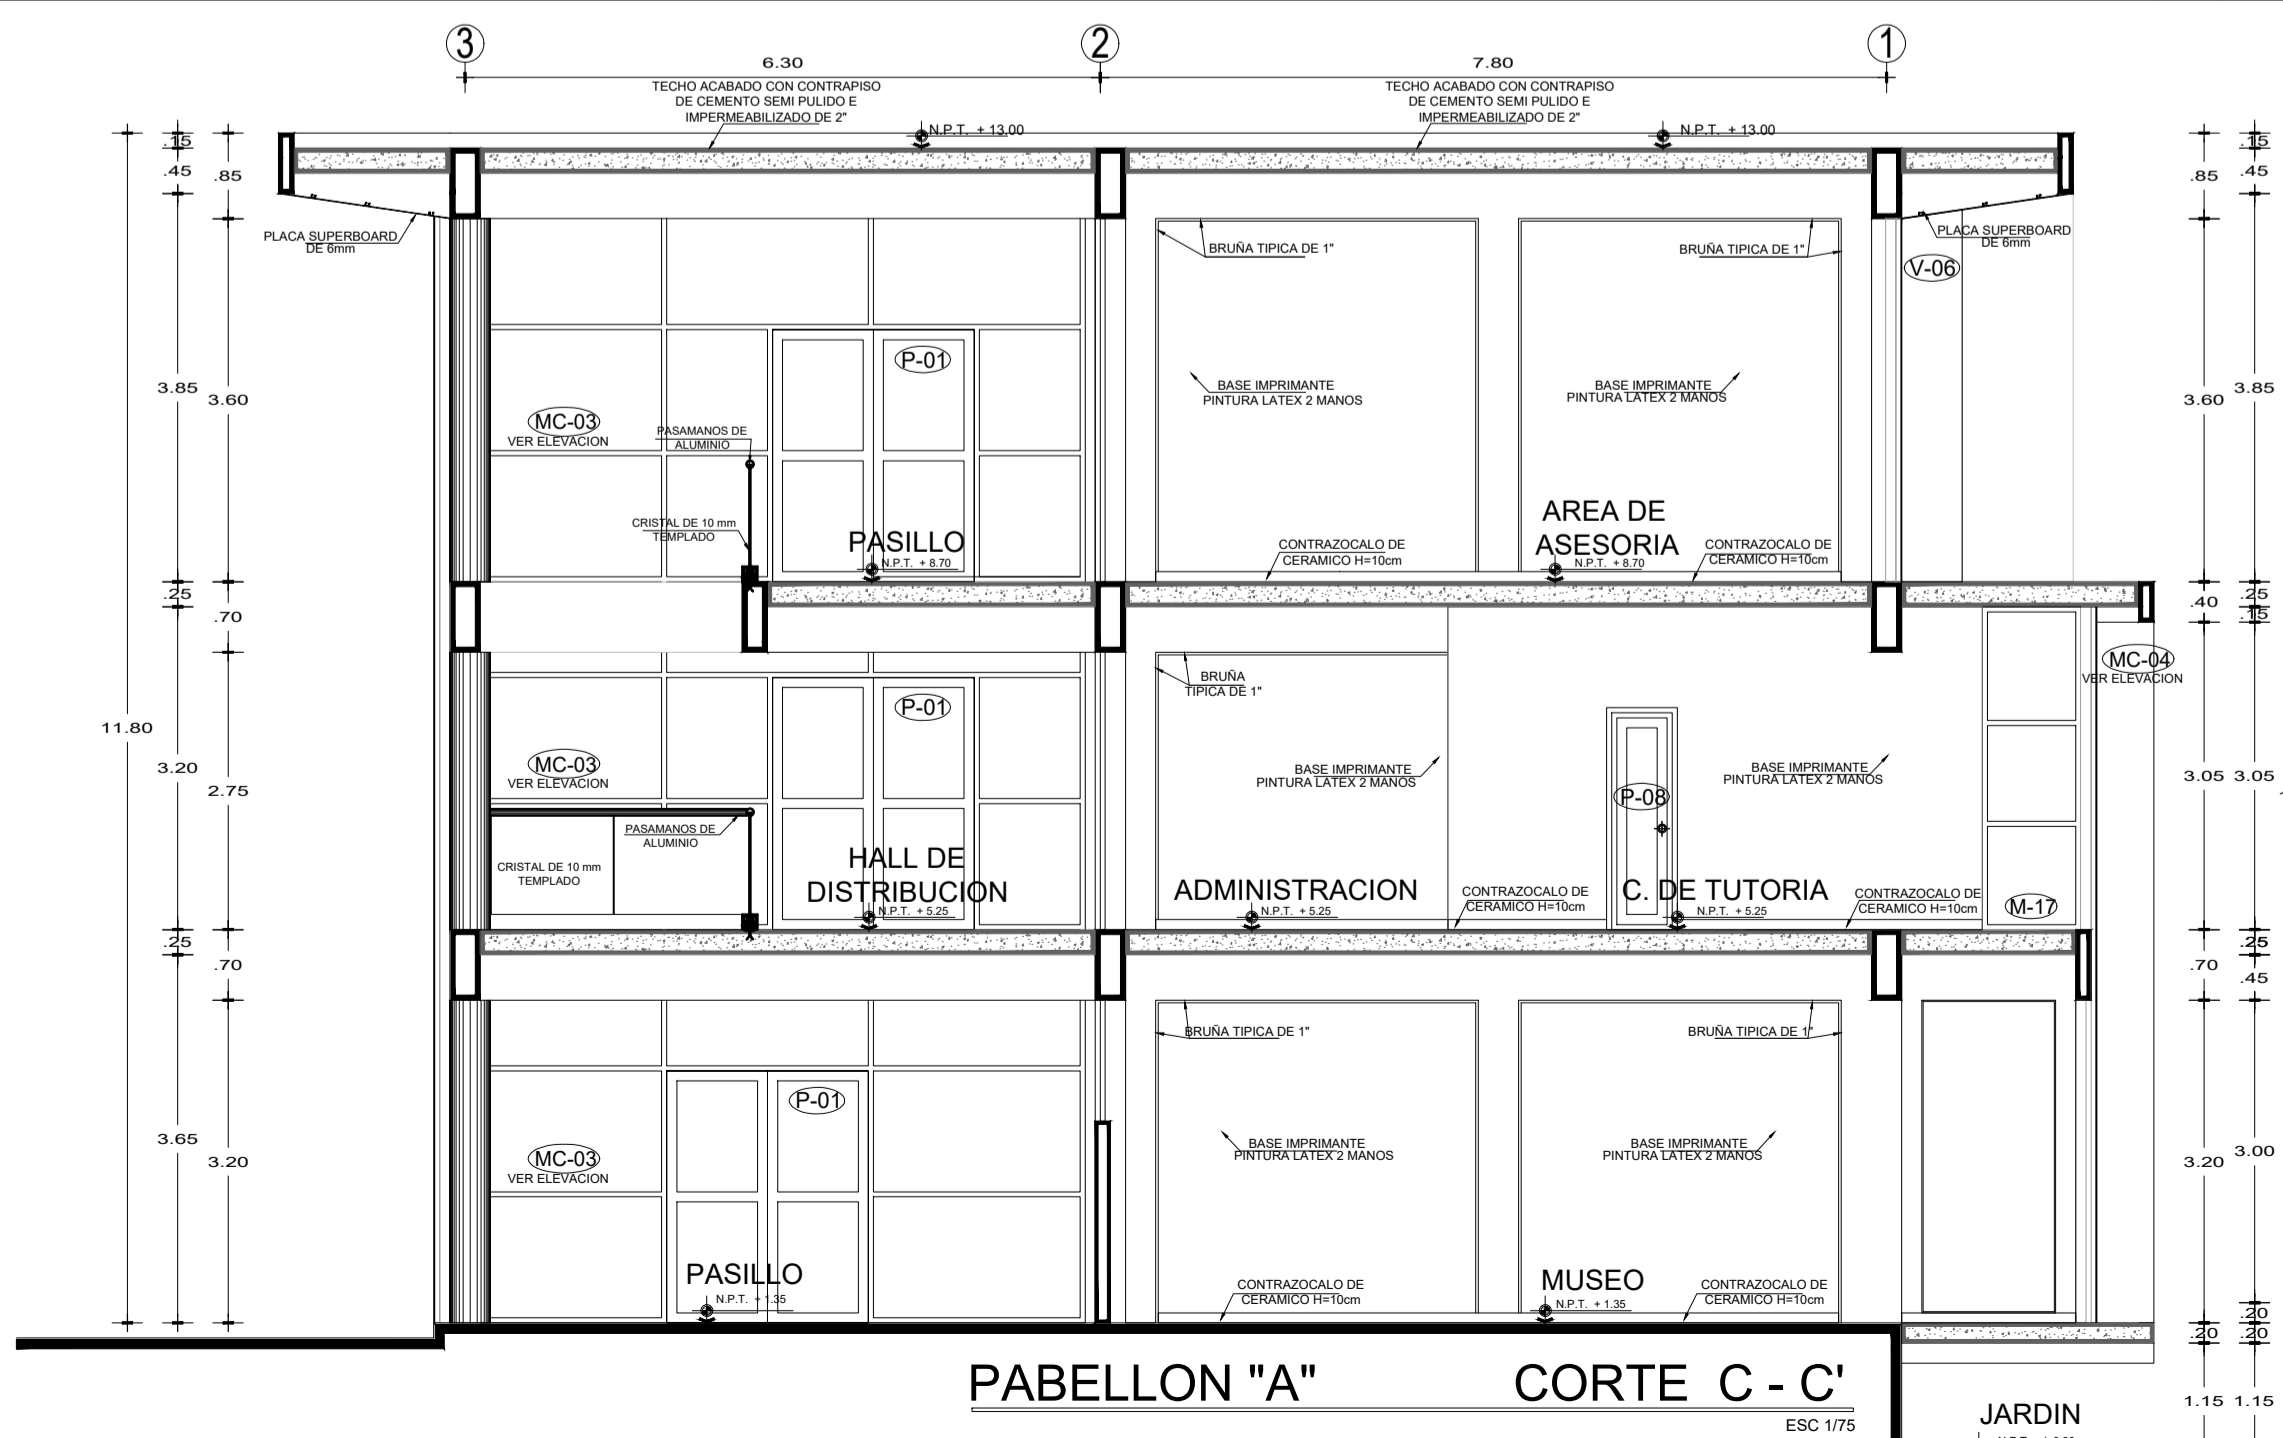 3
2
1
6.30
7.80
TECHO ACABADO CON CONTRAPISO
DE CEMENTO SEMI PULIDO E
IMPERMEABILIZADO DE 2"
TECHO ACABADO CON CONTRAPISO
DE CEMENTO SEMI PULIDO E
IMPERMEABILIZADO DE 2"
N.P.T. + 13.00
N.P.T. + 13.00
.15
.45
.85
.15
.45
.85
PLACA SUPERBOARD
DE 6mm
PLACA SUPERBOARD
DE 6mm
BRUÑA TIPICA DE 1"
BRUÑA TIPICA DE 1"
V-06
P-01
3.85
3.60
3.60
3.85
BASE IMPRIMANTE
PINTURA LATEX 2 MANOS
BASE IMPRIMANTE
PINTURA LATEX 2 MANOS
MC-03
VER ELEVACION
PASAMANOS DE
ALUMINIO
CRISTAL DE 10 mm
TEMPLADO
PASILLO
N.P.T. + 8.70
AREA DE
ASESORIA
N.P.T. + 8.70
CONTRAZOCALO DE
CERAMICO H=10cm
CONTRAZOCALO DE
CERAMICO H=10cm
.25
.70
.40
.25
.15
BRUÑA
TIPICA DE 1"
MC-04
VER ELEVACION
P-01
11.80
3.20
2.75
3.05
3.05
MC-03
VER ELEVACION
BASE IMPRIMANTE
PINTURA LATEX 2 MANOS
BASE IMPRIMANTE
PINTURA LATEX 2 MANOS
P-08
PASAMANOS DE
ALUMINIO
CRISTAL DE 10 mm
TEMPLADO
HALL DE
DISTRIBUCION
N.P.T. + 5.25
ADMINISTRACION
N.P.T. + 5.25
CONTRAZOCALO DE
CERAMICO H=10cm
C. DE TUTORIA
N.P.T. + 5.25
CONTRAZOCALO DE
CERAMICO H=10cm
M-17
.25
.70
.25
.70
.45
BRUÑA TIPICA DE 1"
BRUÑA TIPICA DE 1"
P-01
3.65
3.20
3.20
3.00
MC-03
VER ELEVACION
BASE IMPRIMANTE
PINTURA LATEX 2 MANOS
BASE IMPRIMANTE
PINTURA LATEX 2 MANOS
PASILLO
N.P.T. + 1.35
MUSEO
N.P.T. + 1.35
CONTRAZOCALO DE
CERAMICO H=10cm
CONTRAZOCALO DE
CERAMICO H=10cm
.20
.20
.20
PABELLON "A" CORTE C - C'
ESC 1/75
1.15
1.15
JARDIN